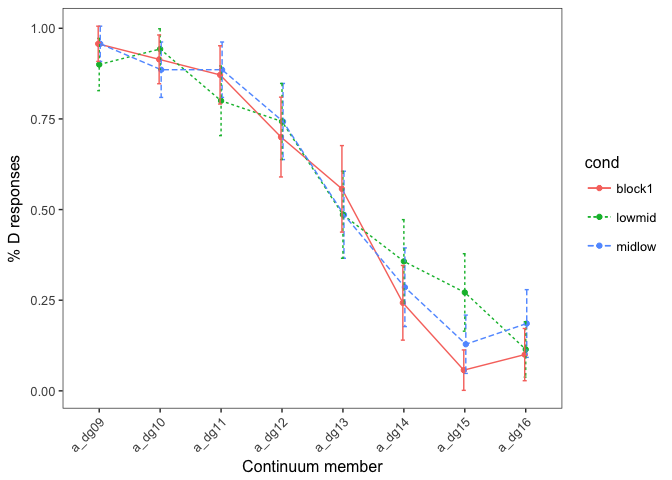 1.00
0.75
0.50
0.25
0.00
% D responses
a_dg09
a_dg10
a_dg11
a_dg12
a_dg13
a_dg14
a_dg15
a_dg16
Continuum member
cond
block1
lowmid
midlow